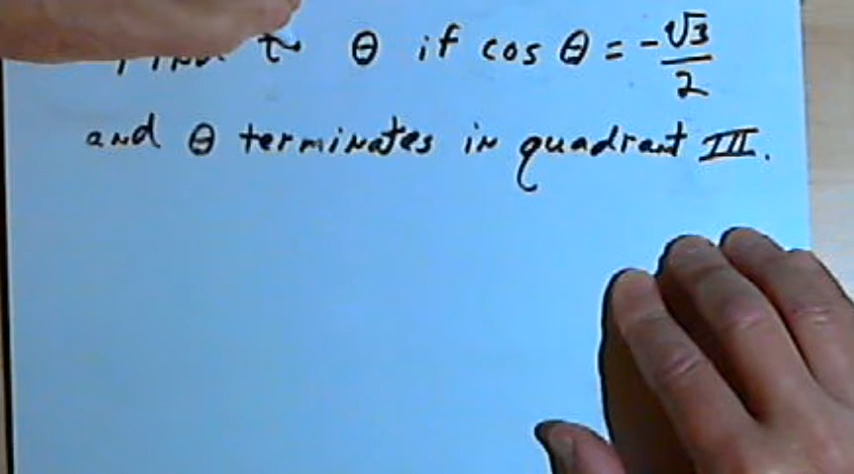 θ if cos θ = -√3/2
and θ terminates in quadrant III.